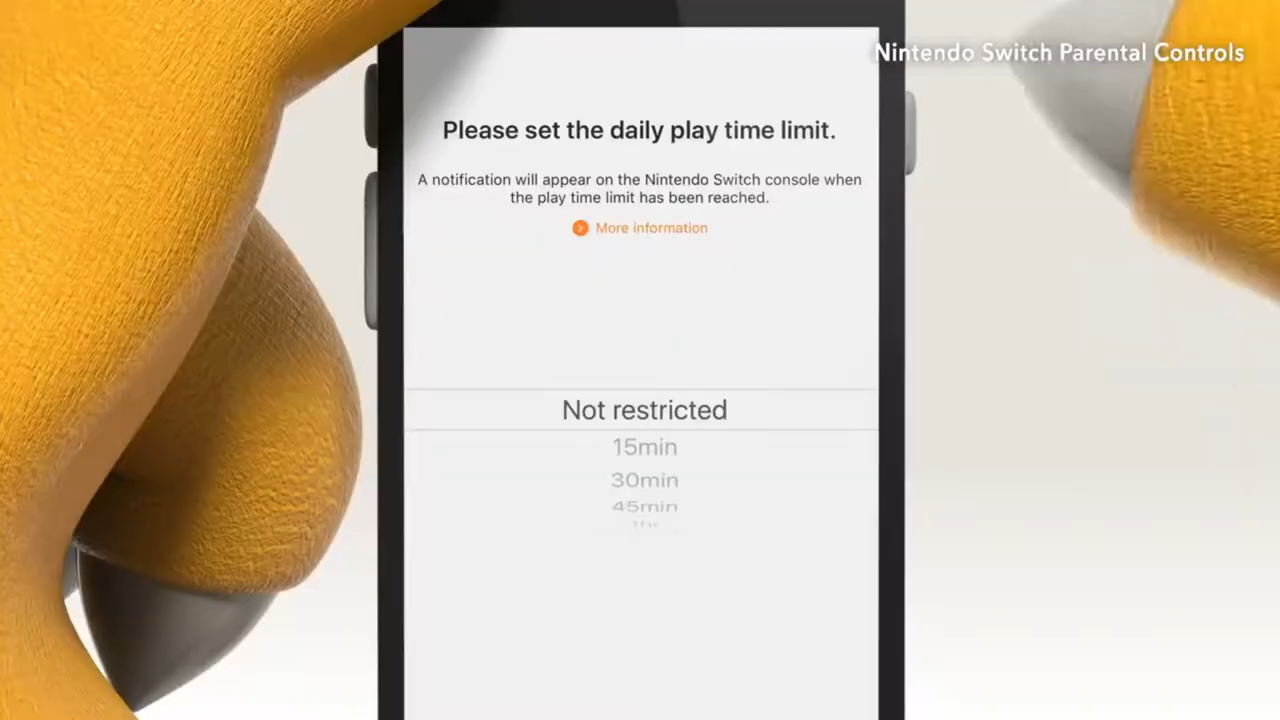 Nintendo Switch Parental Controls
Please set the daily play time limit.
A notification will appear on the Nintendo Switch console when
the play time limit has been reached.
More information
Not restricted
15min
30min
45min